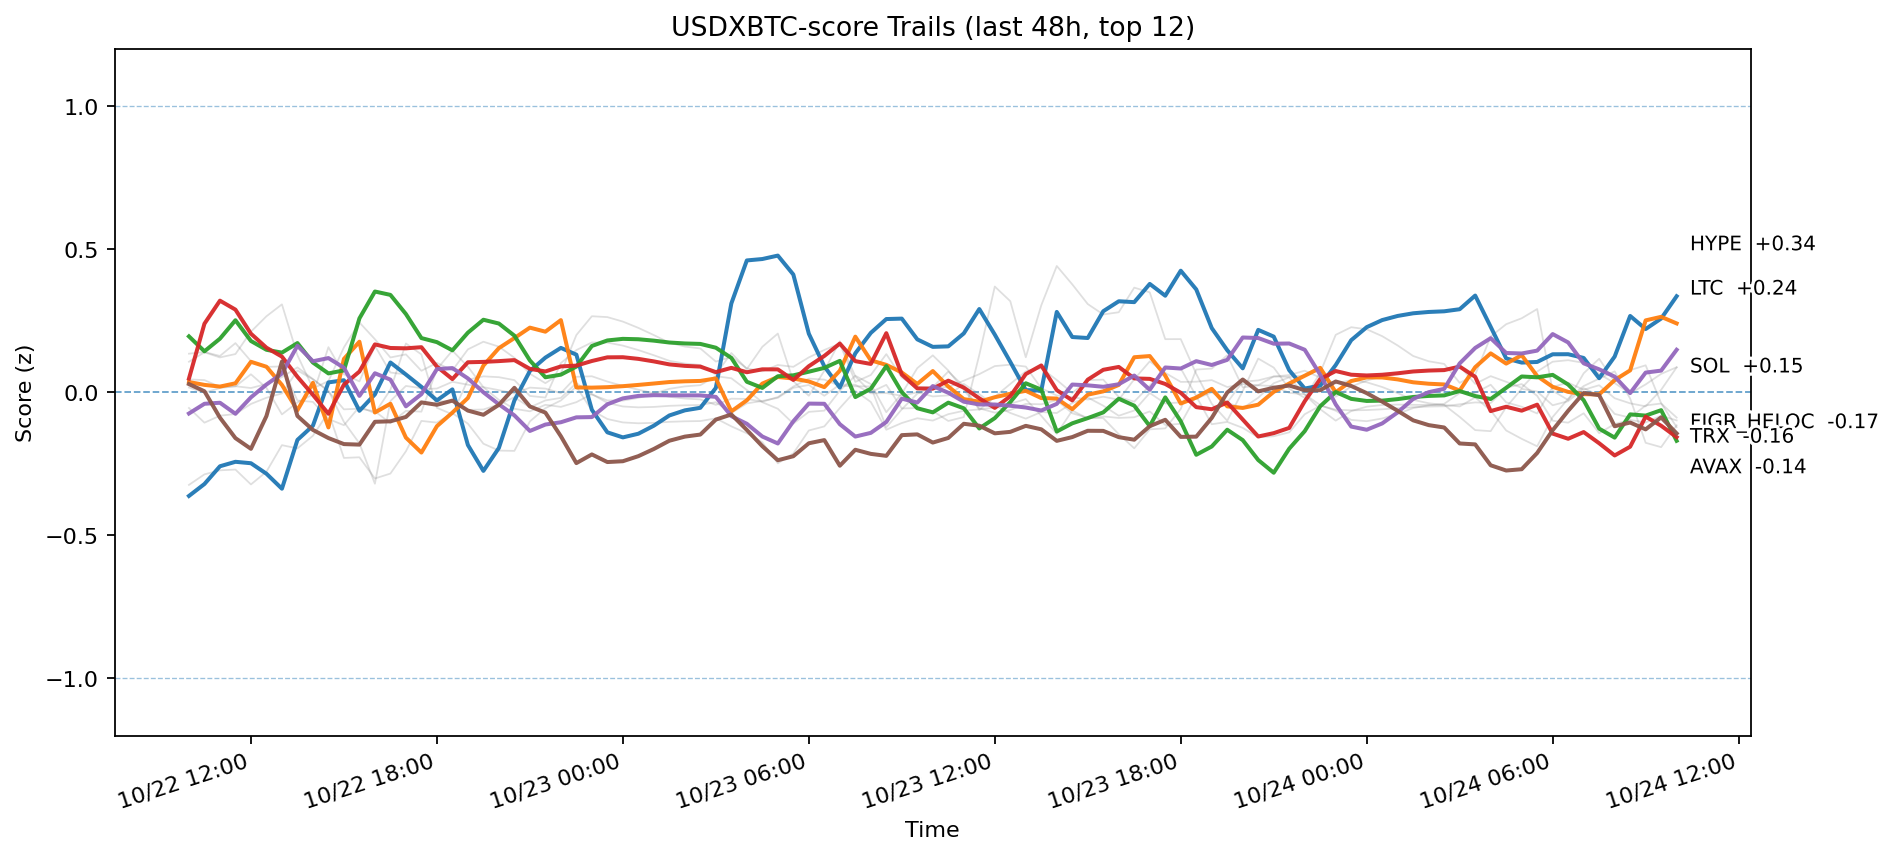 USDXBTC-score Trails (last 48h, top 12)
Score (z)
1.0
0.5
0.0
−0.5
−1.0
HYPE +0.34
LTC +0.24
SOL +0.15
FIGR_HELOC -0.17
TRX -0.16
AVAX -0.14
10/22 12:00
10/22 18:00
10/23 00:00
10/23 06:00
10/23 12:00
10/23 18:00
10/24 00:00
10/24 06:00
10/24 12:00
Time